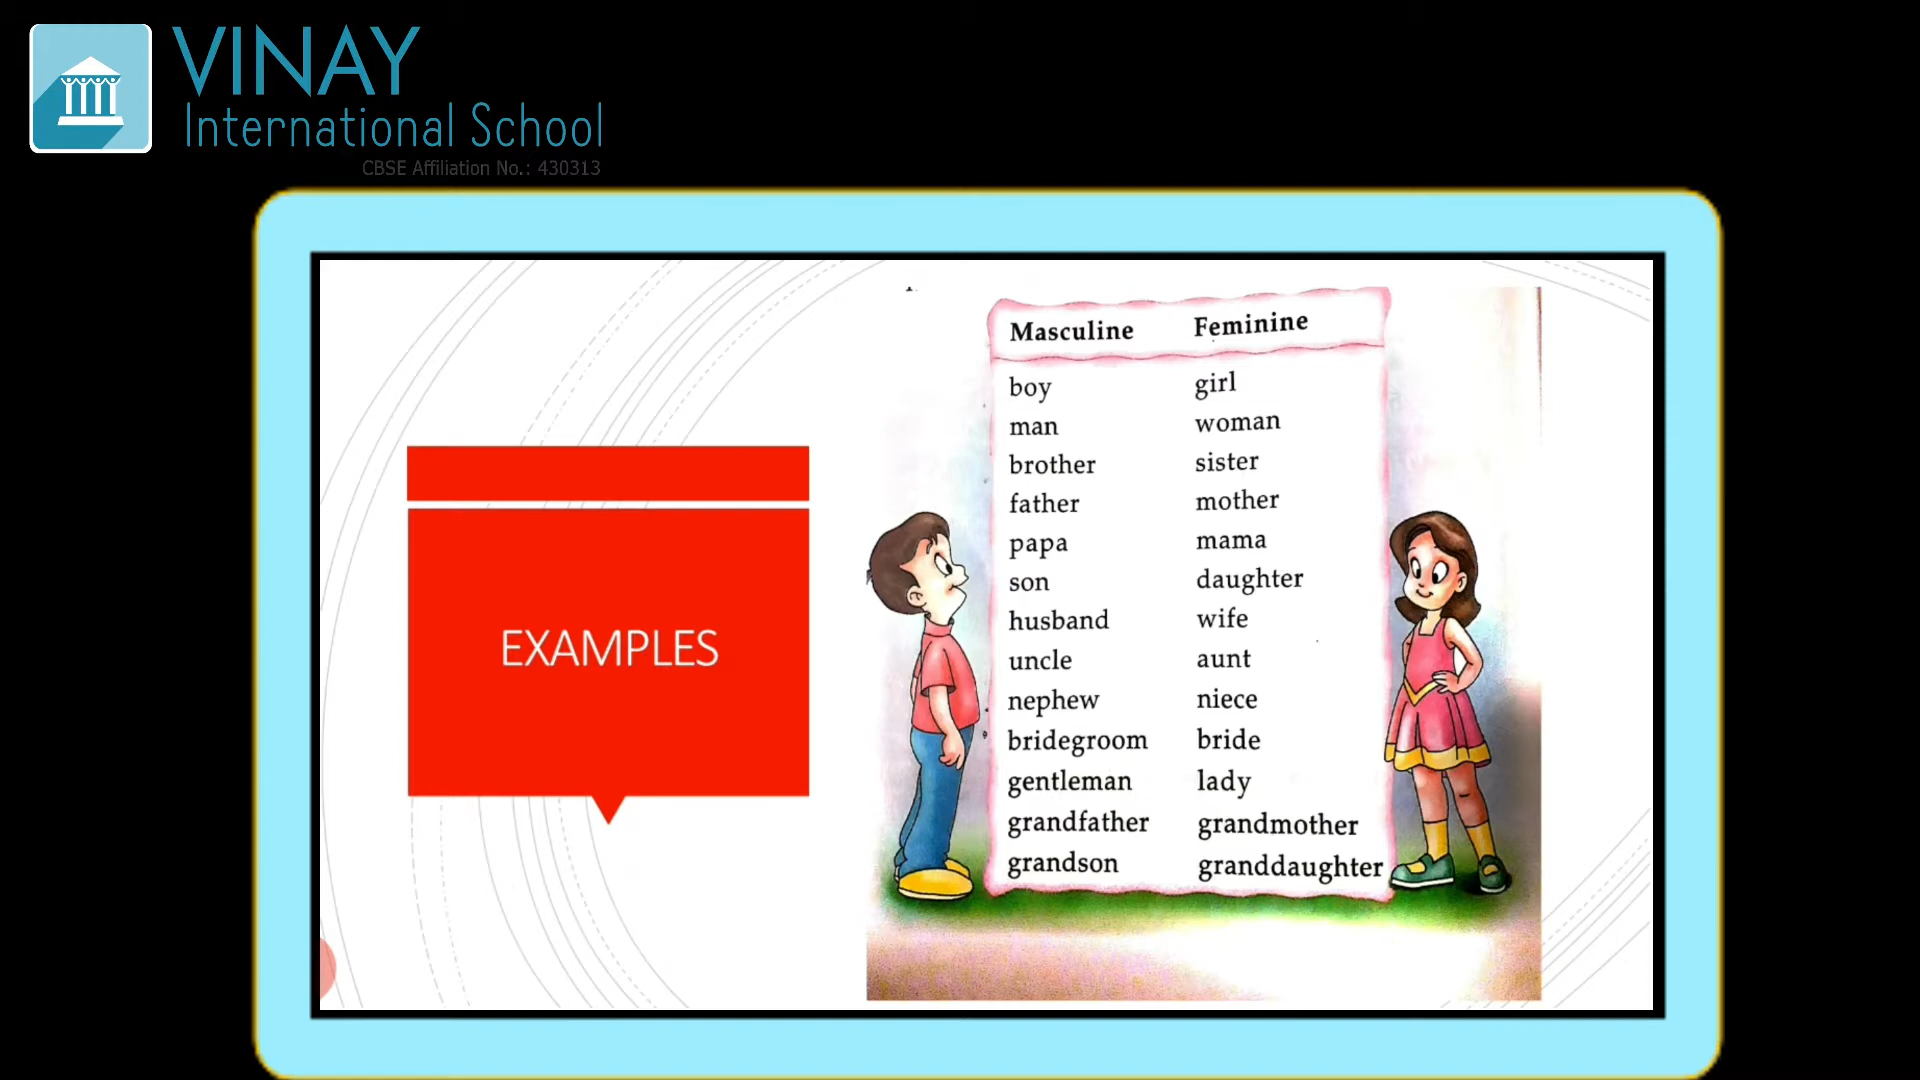 VINAY
International School
CBSE Affiliation No.: 430313
EXAMPLES
Masculine Feminine
boy girl
man woman
brother sister
father mother
papa mama
son daughter
husband wife
uncle aunt
nephew niece
bridegroom bride
gentleman lady
grandfather grandmother
grandson granddaughter